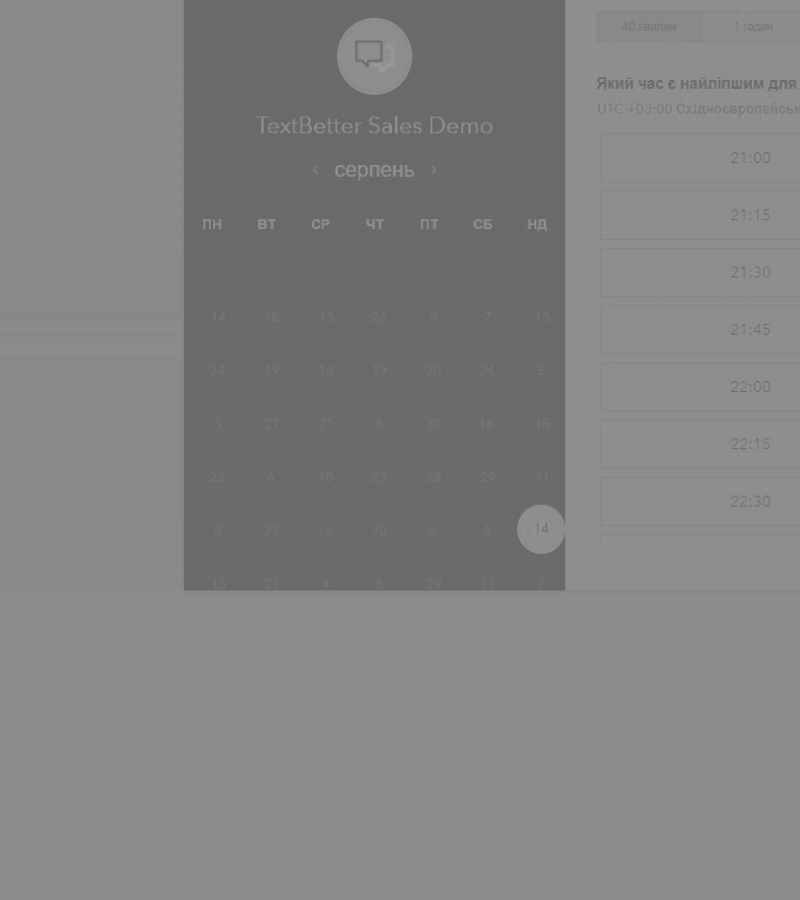 TextBetter Sales Demo
‹ серпень ›
ПН ВТ СР ЧТ ПТ СБ НД
14 18 13 26 9 7 13
24 19 14 19 20 24 5
3 27 21 8 30 16 15
23 6 10 23 28 29 31
4 27 16 30 6 5 14
13 21 4 8 29 11 7
40 хвилин 1 годин
Який час є найліпшим для
UTC +03:00 Східноєвропейськ
21:00
21:15
21:30
21:45
22:00
22:15
22:30